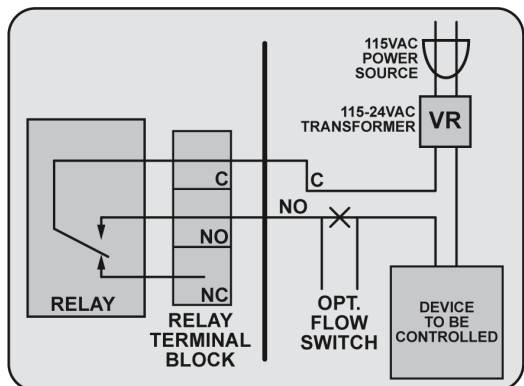 115VAC
POWER
SOURCE
115-24VAC
TRANSFORMER
VR
C
C
NO
NO
NC
RELAY
RELAY
TERMINAL
BLOCK
OPT.
FLOW
SWITCH
DEVICE
TO BE
CONTROLLED